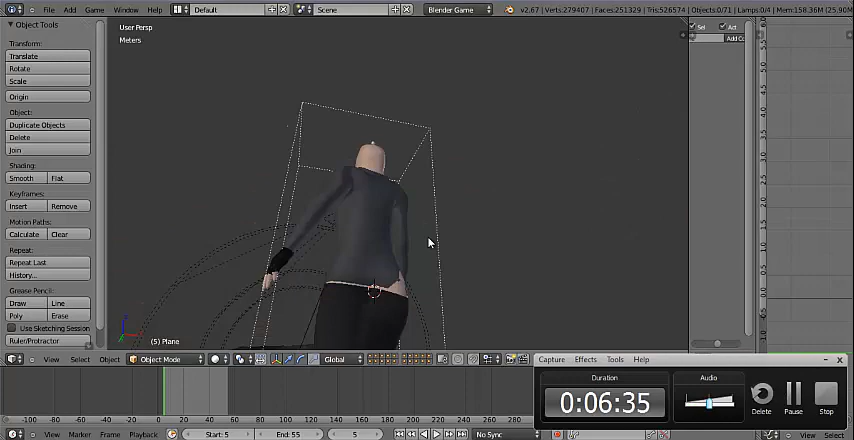 File Add Game Window Help Default Scene Blender Game v2.67 | Verts:279407 | Faces:251329 | Tris:526574 | Objects:0/71 | Lamps:0/4 | Mem:158.36M (25.90M
Object Tools
Transform:
Translate
Rotate
Scale
Origin
Object:
Duplicate Objects
Delete
Join
Shading:
Smooth Flat
Keyframes:
Insert Remove
Motion Paths:
Calculate Clear
Repeat:
Repeat Last
History...
Grease Pencil:
Draw Line
Poly Erase
Use Sketching Session
Ruler/Protractor
User Persp
Meters
(5) Plane
Sel Act
Add Co
View Select Object Object Mode Global
-100 -80 -60 -40 -20 0 20 40 60 80 100 120 140 160 180 200 220 240 260 280
View Marker Frame Playback Start: 5 End: 55 5 No Sync
Capture Effects Tools Help
Duration
0:06:35
Audio
Delete Pause Stop
View Select